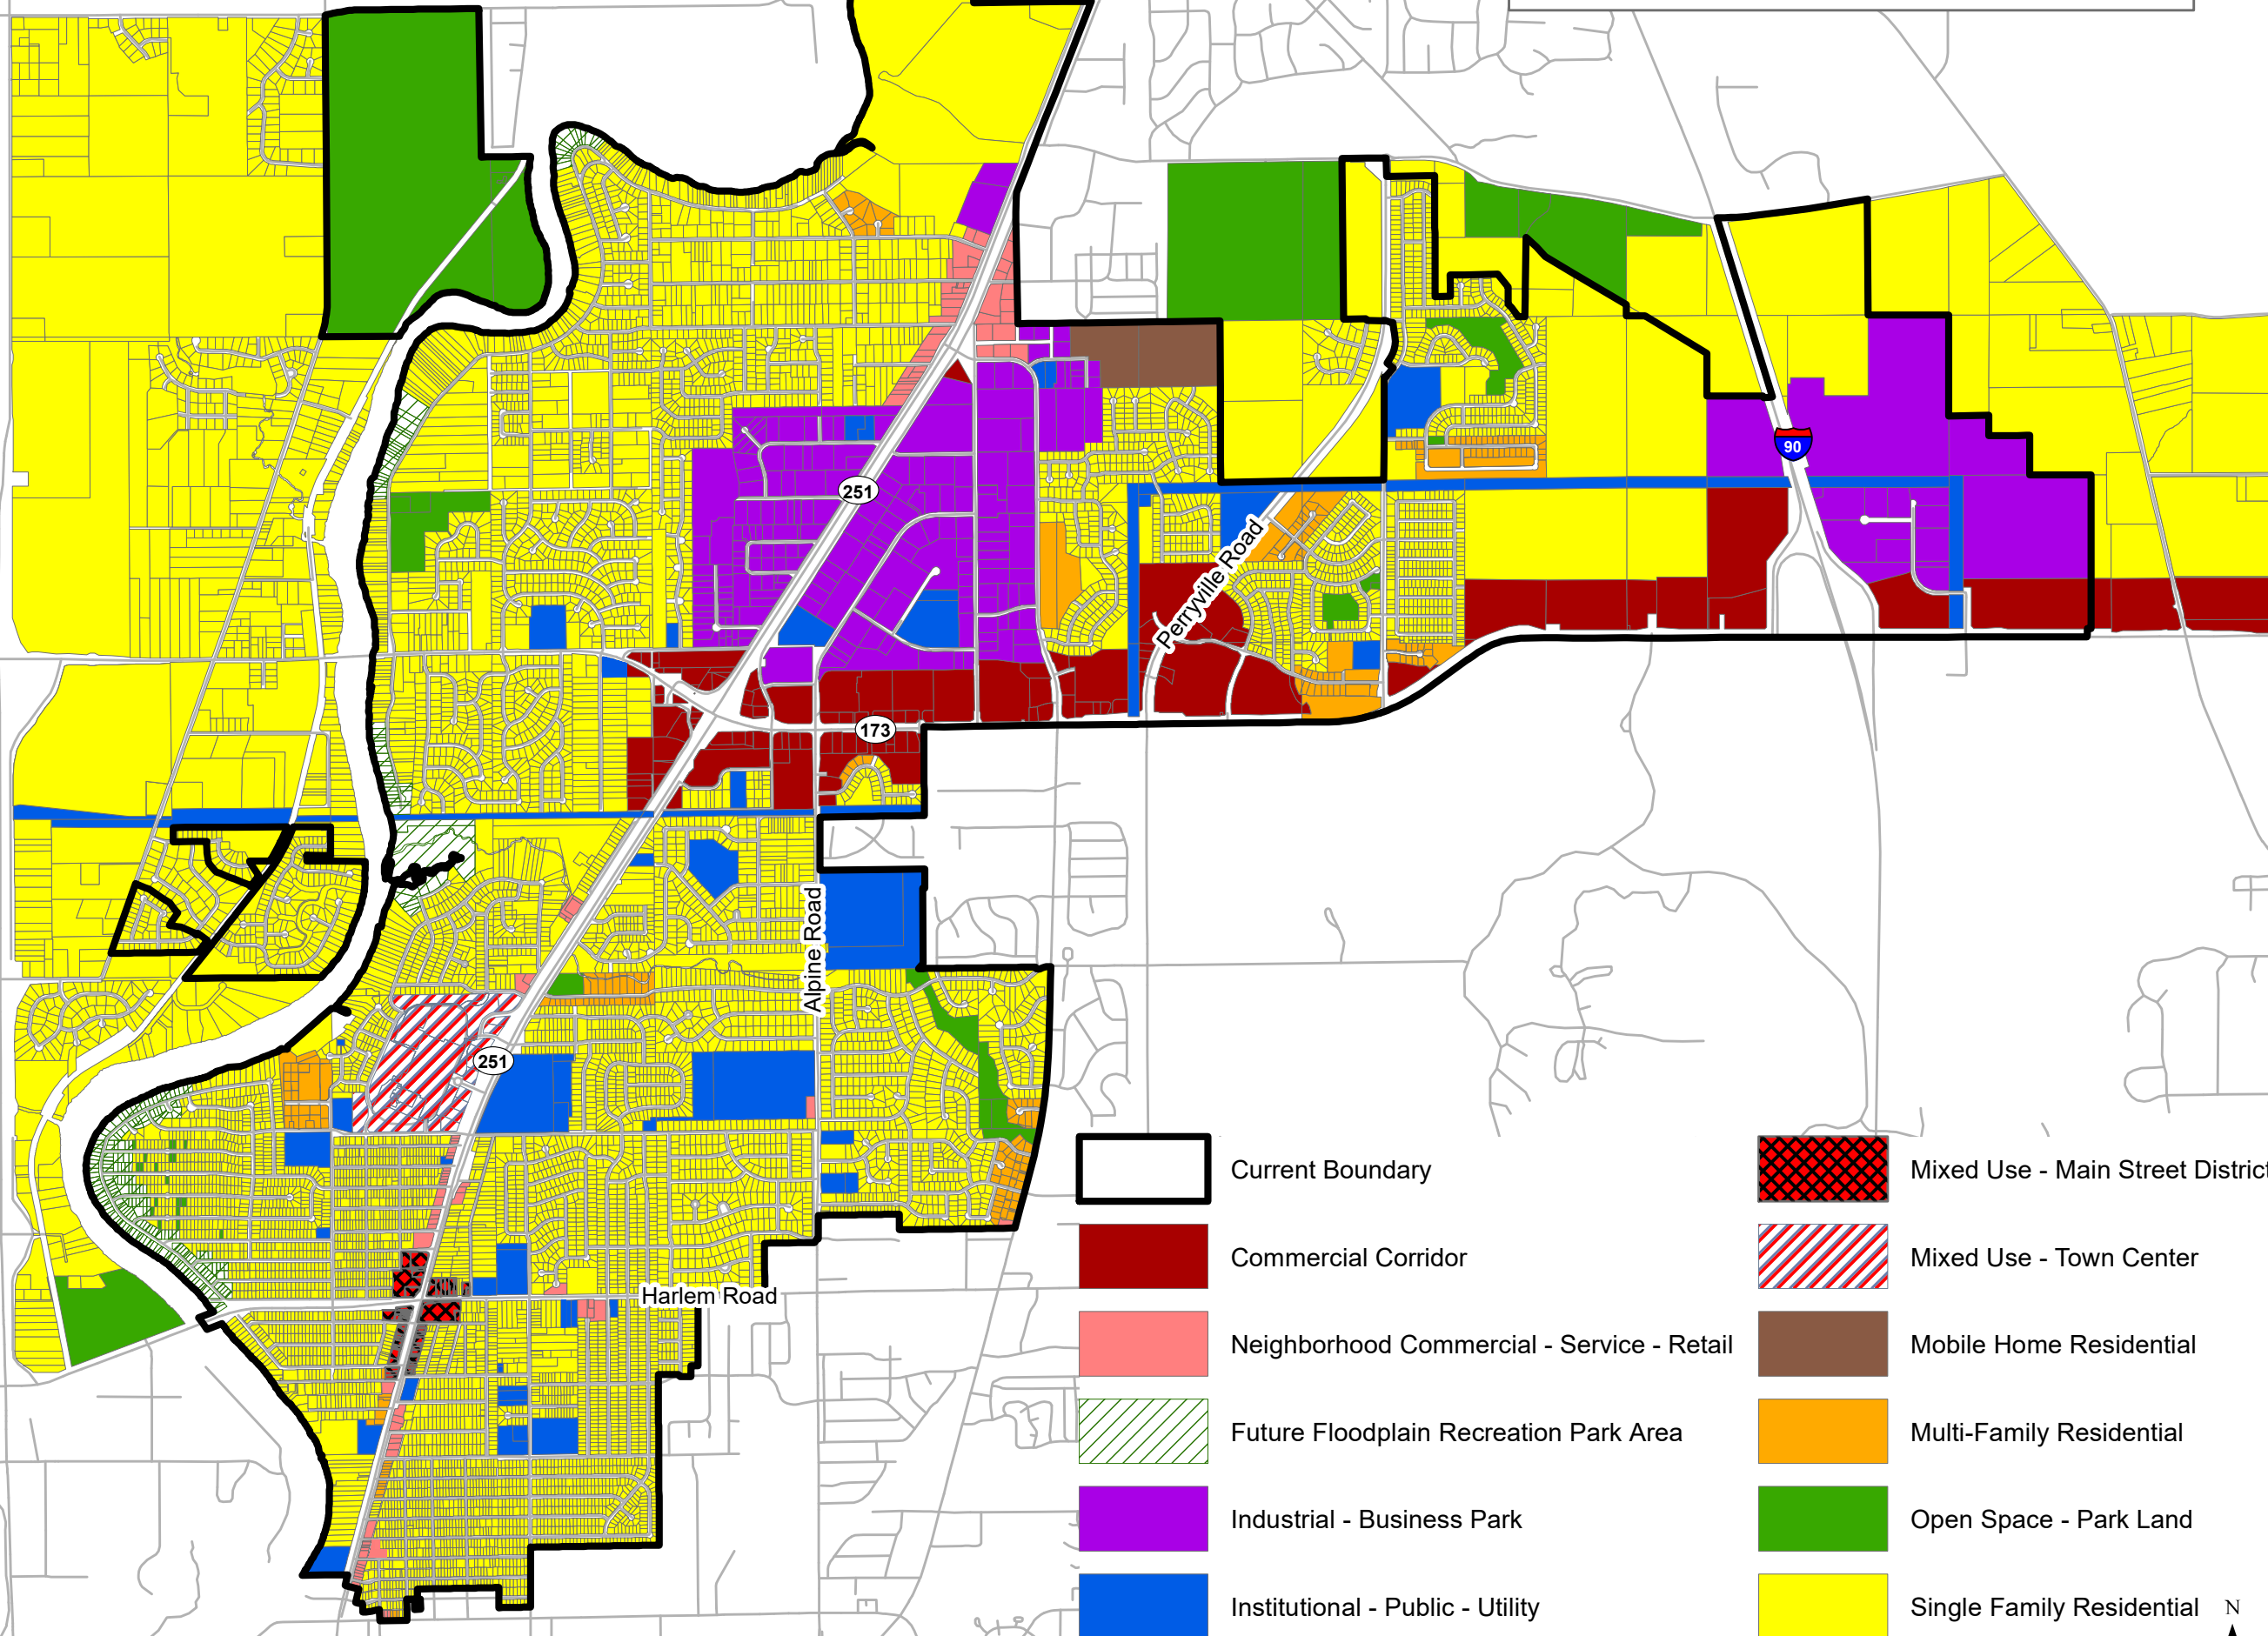 90
251
Perryville Road
173
Alpine Road
251
Harlem Road
Current Boundary
Commercial Corridor
Neighborhood Commercial - Service - Retail
Future Floodplain Recreation Park Area
Industrial - Business Park
Institutional - Public - Utility
Mixed Use - Main Street District
Mixed Use - Town Center
Mobile Home Residential
Multi-Family Residential
Open Space - Park Land
Single Family Residential
N